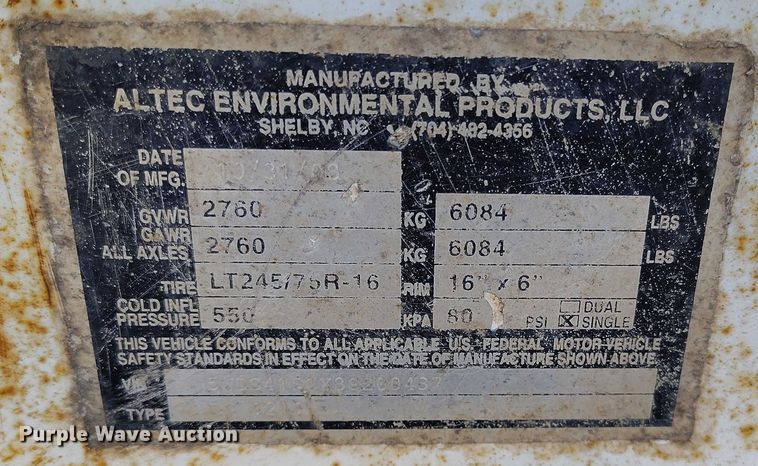 MANUFACTURED BY
ALTEC ENVIRONMENTAL PRODUCTS, LLC
SHELBY, NC (704) 482-4356
DATE OF MFG.
GVWR 2760 KG 6084 LBS
GAWR ALL AXLES 2760 KG 6084 LBS
TIRE LT245/75R-16 RIM 16" x 6"
COLD INFL PRESSURE 550 KPA 80 PSI DUAL SINGLE
THIS VEHICLE CONFORMS TO ALL APPLICABLE U.S. FEDERAL MOTOR-VEHICLE
SAFETY STANDARDS IN EFFECT ON THE DATE OF MANUFACTURE SHOWN ABOVE.
TYPE
Purple Wave Auction